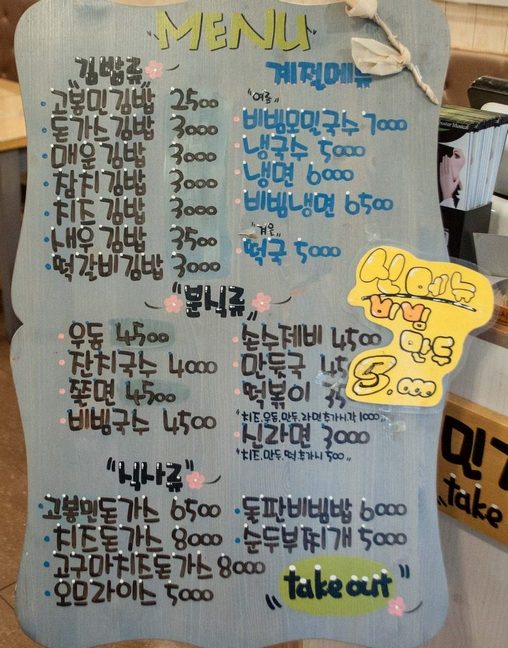 "MENU"
김밥류
고봉민김밥 2500
돈가스김밥 3000
매운김밥 3000
참치김밥 3000
치즈김밥 3000
새우김밥 3500
떡갈비김밥 3000
계절메뉴
"여름"
비빔모밀국수 7000
냉국수 5000
냉면 6000
비빔냉면 6500
"겨울"
떡국 5000
신메뉴
비빔
만두
5,000
"분식류"
우동 4500
잔치국수 4000
쫄면 4500
비빔국수 4500
손수제비 4500
만둣국 45
떡볶이 35
"치즈,우동,만두,라면 추가시 각 1000"
신라면 3000
"치즈,만두,떡 추가시 500"
"식사류"
고봉민돈가스 6500
치즈돈가스 8000
고구마치즈돈가스 8000
오므라이스 5000
돌판비빔밥 6000
순두부찌개 5000
"take out"
민
take